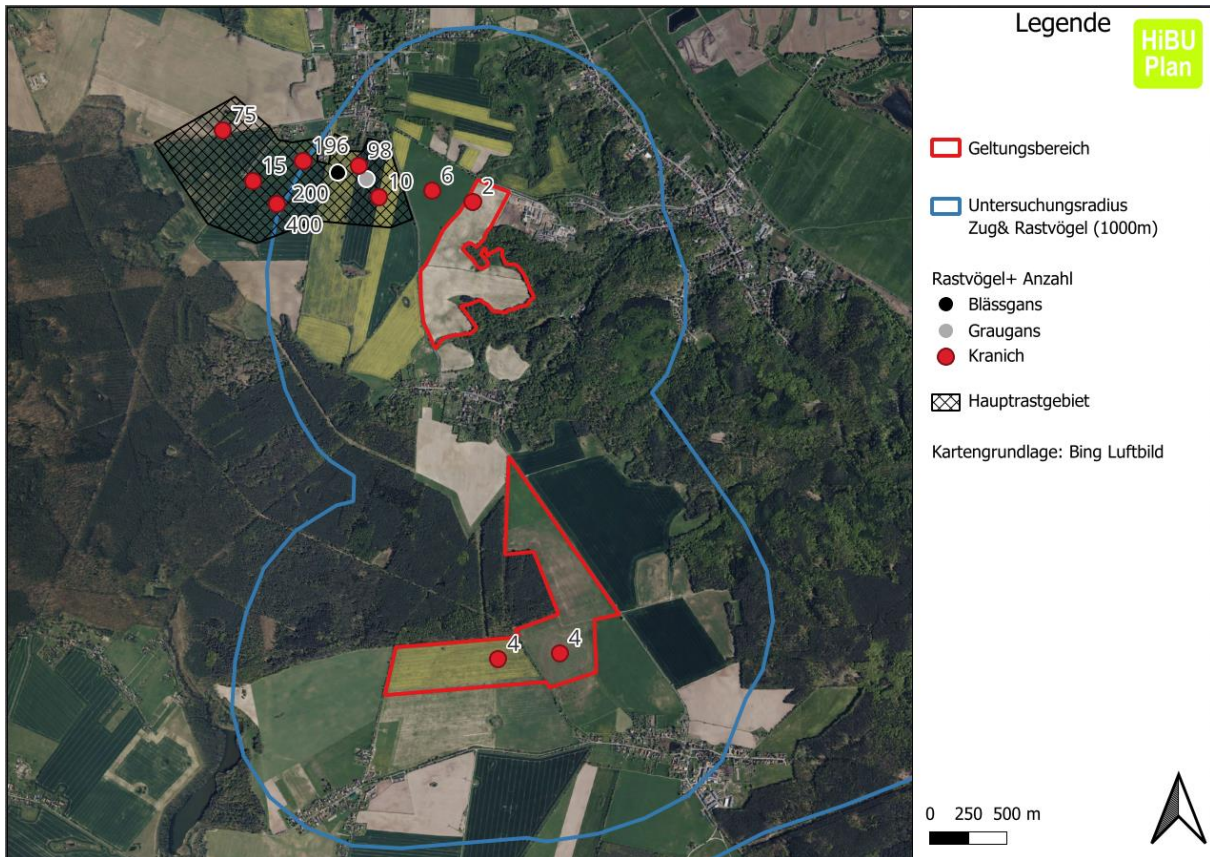 Legende
HiBU
Plan
Geltungsbereich
Untersuchungsradius
Zug& Rastvögel (1000m)
Rastvögel+ Anzahl
Blässgans
Graugans
Kranich
Hauptrastgebiet
Kartengrundlage: Bing Luftbild
0 250 500 m
75
196
98
15
200
10
6
2
400
4
4